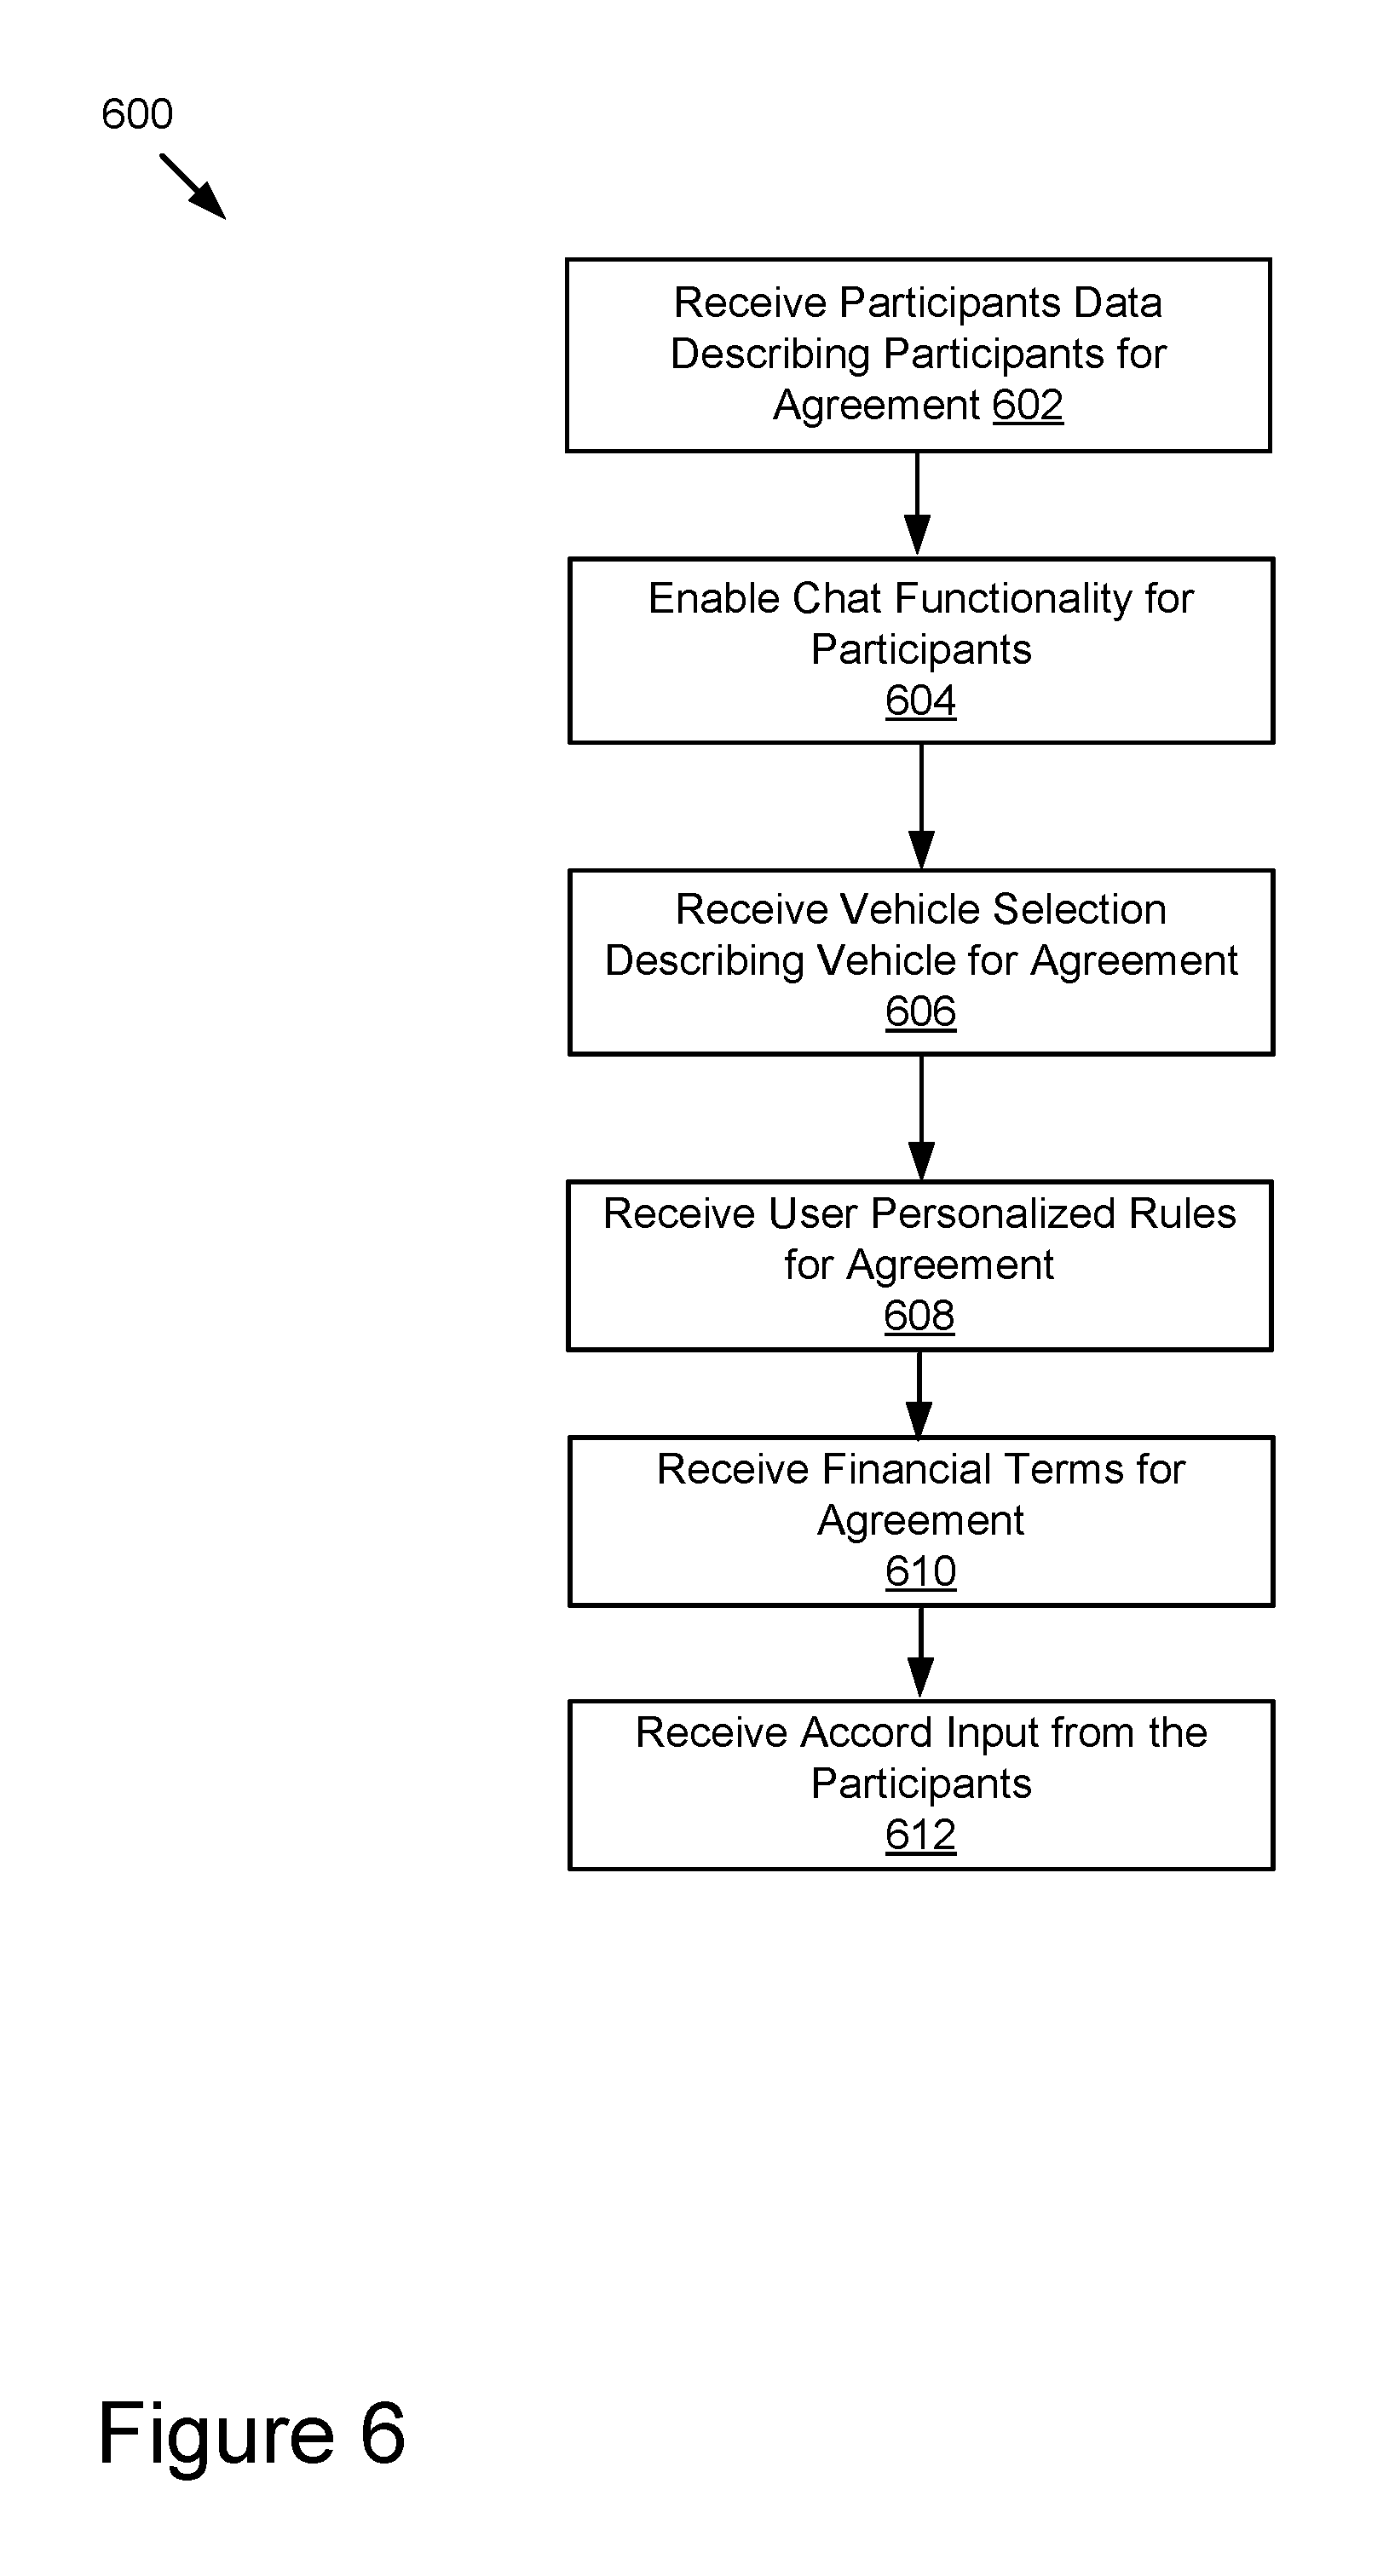 600
Receive Participants Data
Describing Participants for
Agreement 602
Enable Chat Functionality for
Participants
604
Receive Vehicle Selection
Describing Vehicle for Agreement
606
Receive User Personalized Rules
for Agreement
608
Receive Financial Terms for
Agreement
610
Receive Accord Input from the
Participants
612
Figure 6